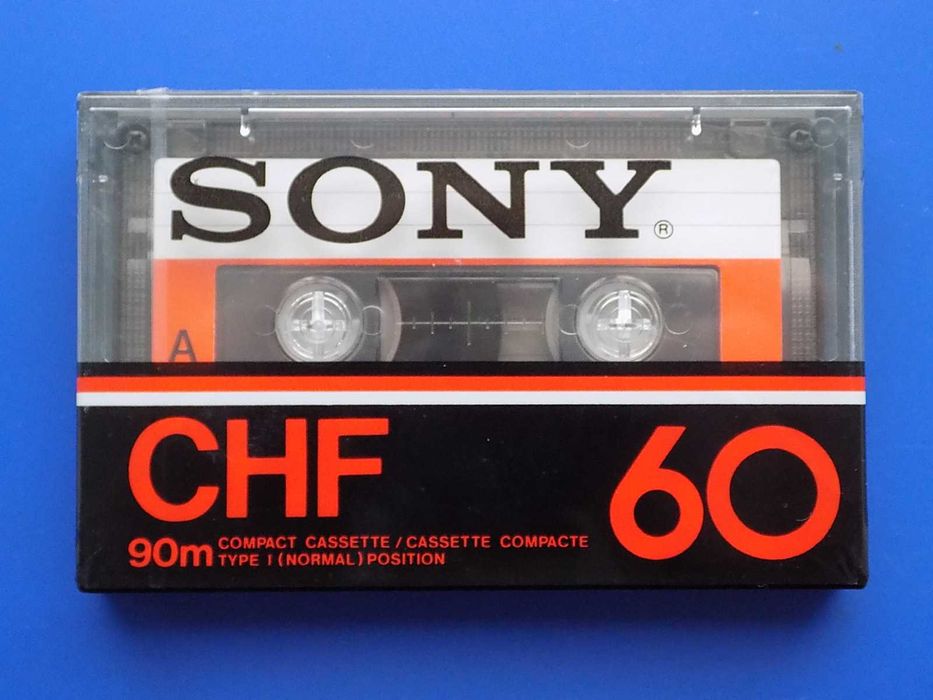 SONY®
A
CHF 60
90m COMPACT CASSETTE / CASSETTE COMPACTE
TYPE I (NORMAL) POSITION